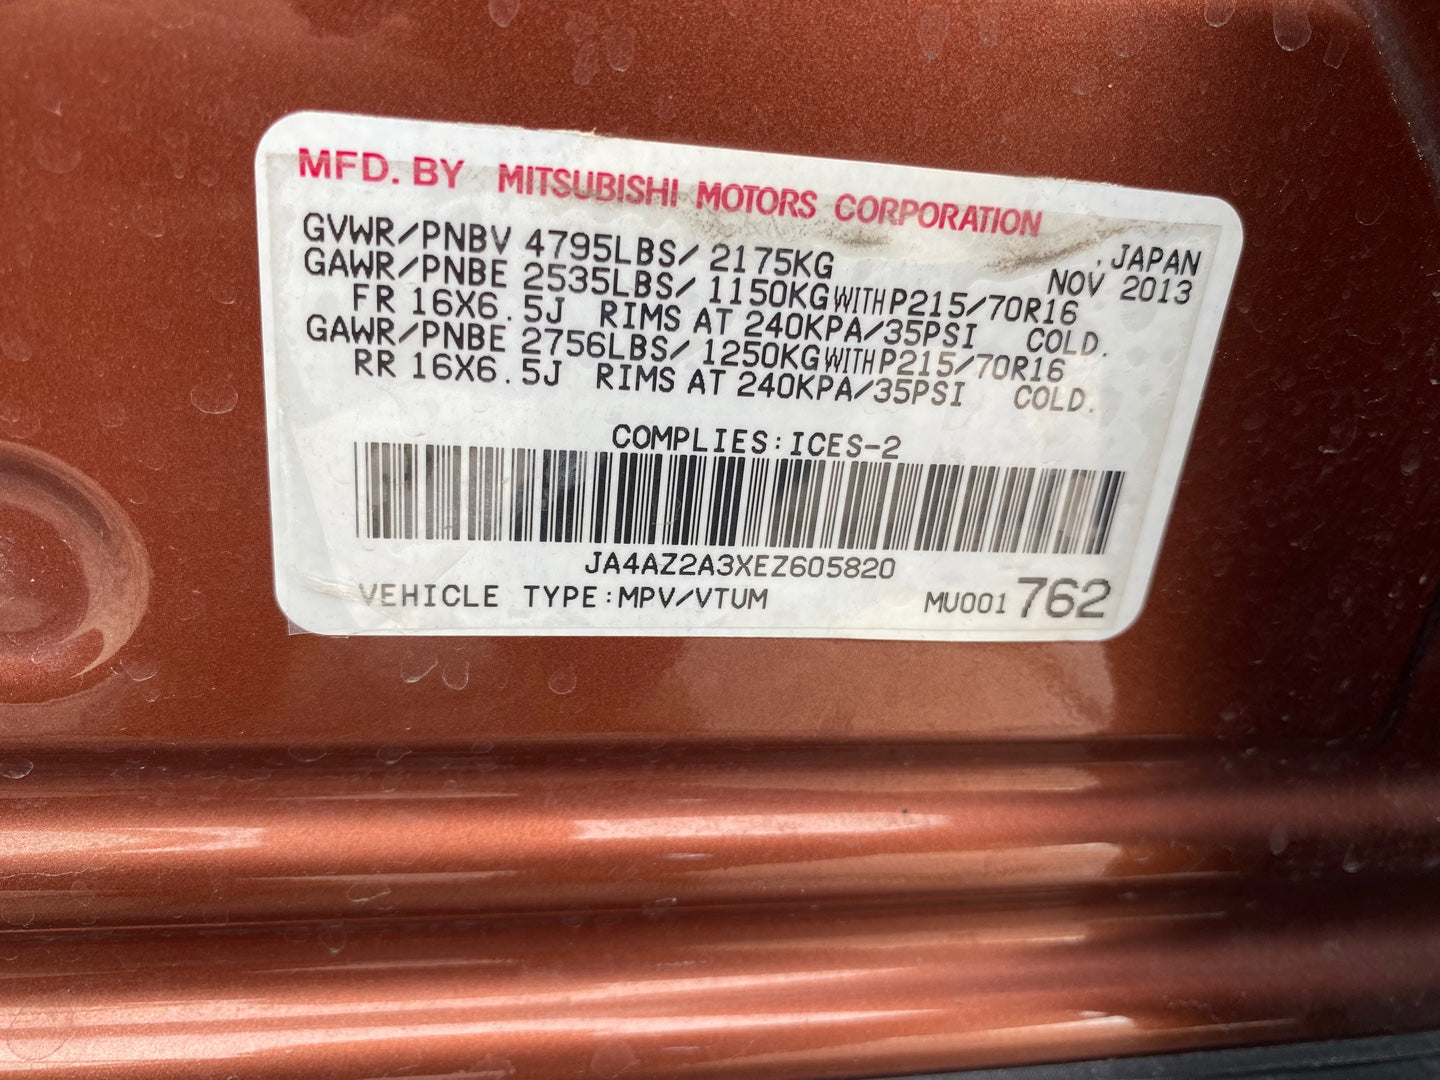 MFD. BY MITSUBISHI MOTORS CORPORATION
GVWR/PNBV 4795LBS/ 2175KG , JAPAN
GAWR/PNBE 2535LBS/ 1150KG WITH P215/70R16 NOV 2013
FR 16X6.5J RIMS AT 240KPA/35PSI COLD.
GAWR/PNBE 2756LBS/ 1250KG WITH P215/70R16
RR 16X6.5J RIMS AT 240KPA/35PSI COLD.
COMPLIES:ICES-2
JA4AZ2A3XEZ605820
VEHICLE TYPE:MPV/VTUM MU001 762